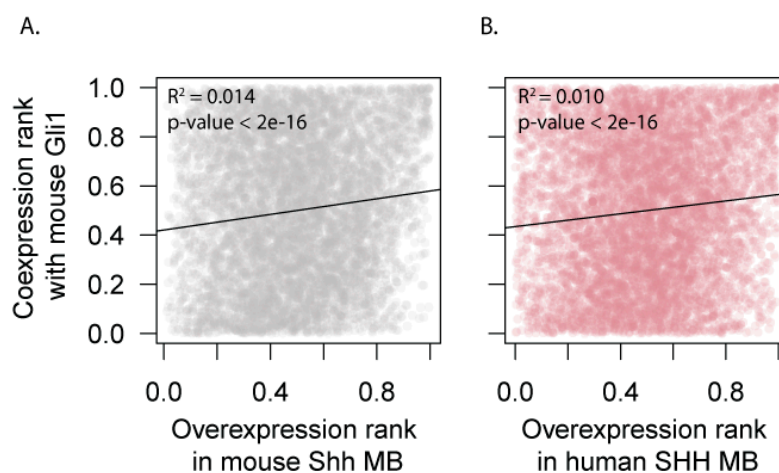 A.
B.
R² = 0.014
p-value < 2e-16
R² = 0.010
p-value < 2e-16
Coexpression rank
with mouse Gli1
1.0
0.8
0.6
0.4
0.2
0.0
0.0 0.4 0.8
0.0 0.4 0.8
Overexpression rank
in mouse Shh MB
Overexpression rank
in human SHH MB